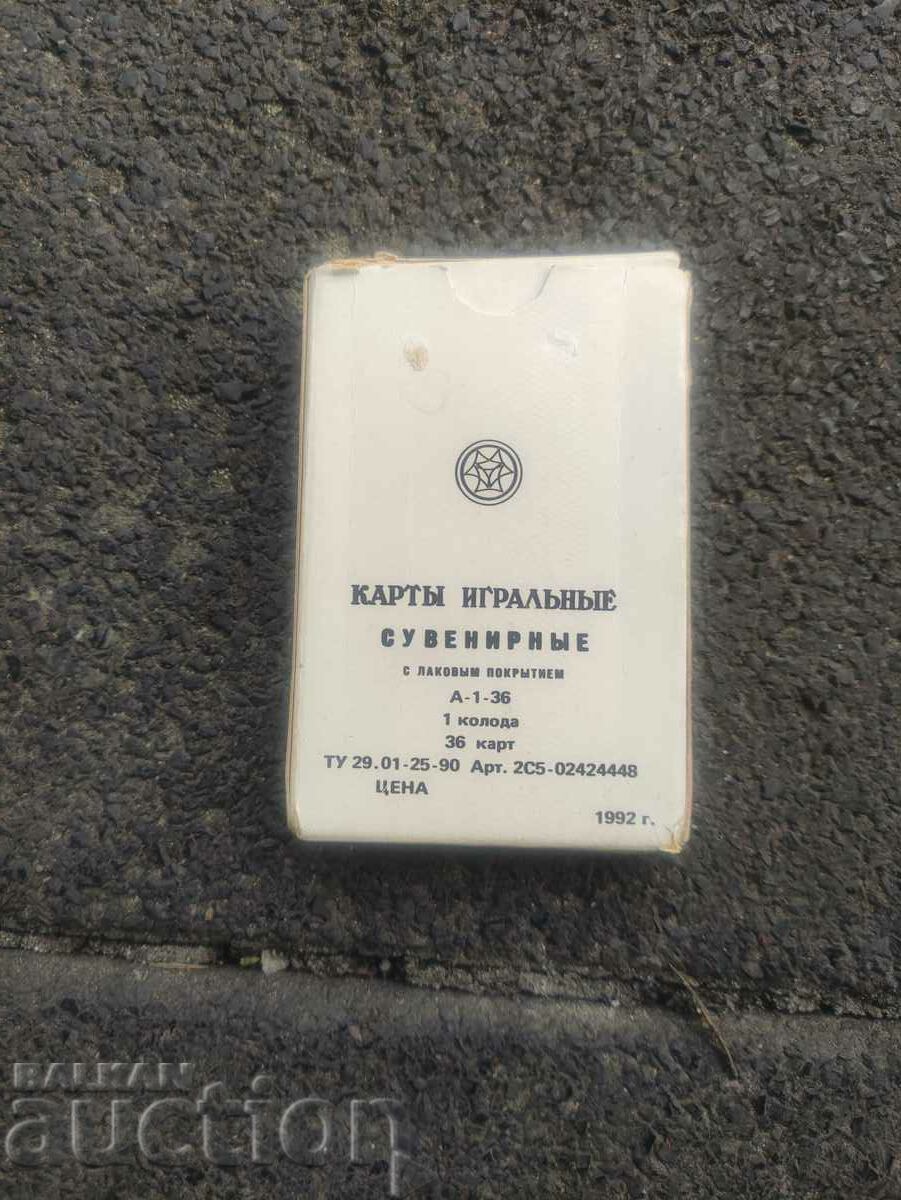 КАРТЫ ИГРАЛЬНЫЕ
СУВЕНИРНЫЕ
С ЛАКОВЫМ ПОКРЫТИЕМ
А-1-36
1 колода
36 карт
ТУ 29.01-25-90 Арт. 2С5-02424448
ЦЕНА
1992 г.
BALKAN
auction